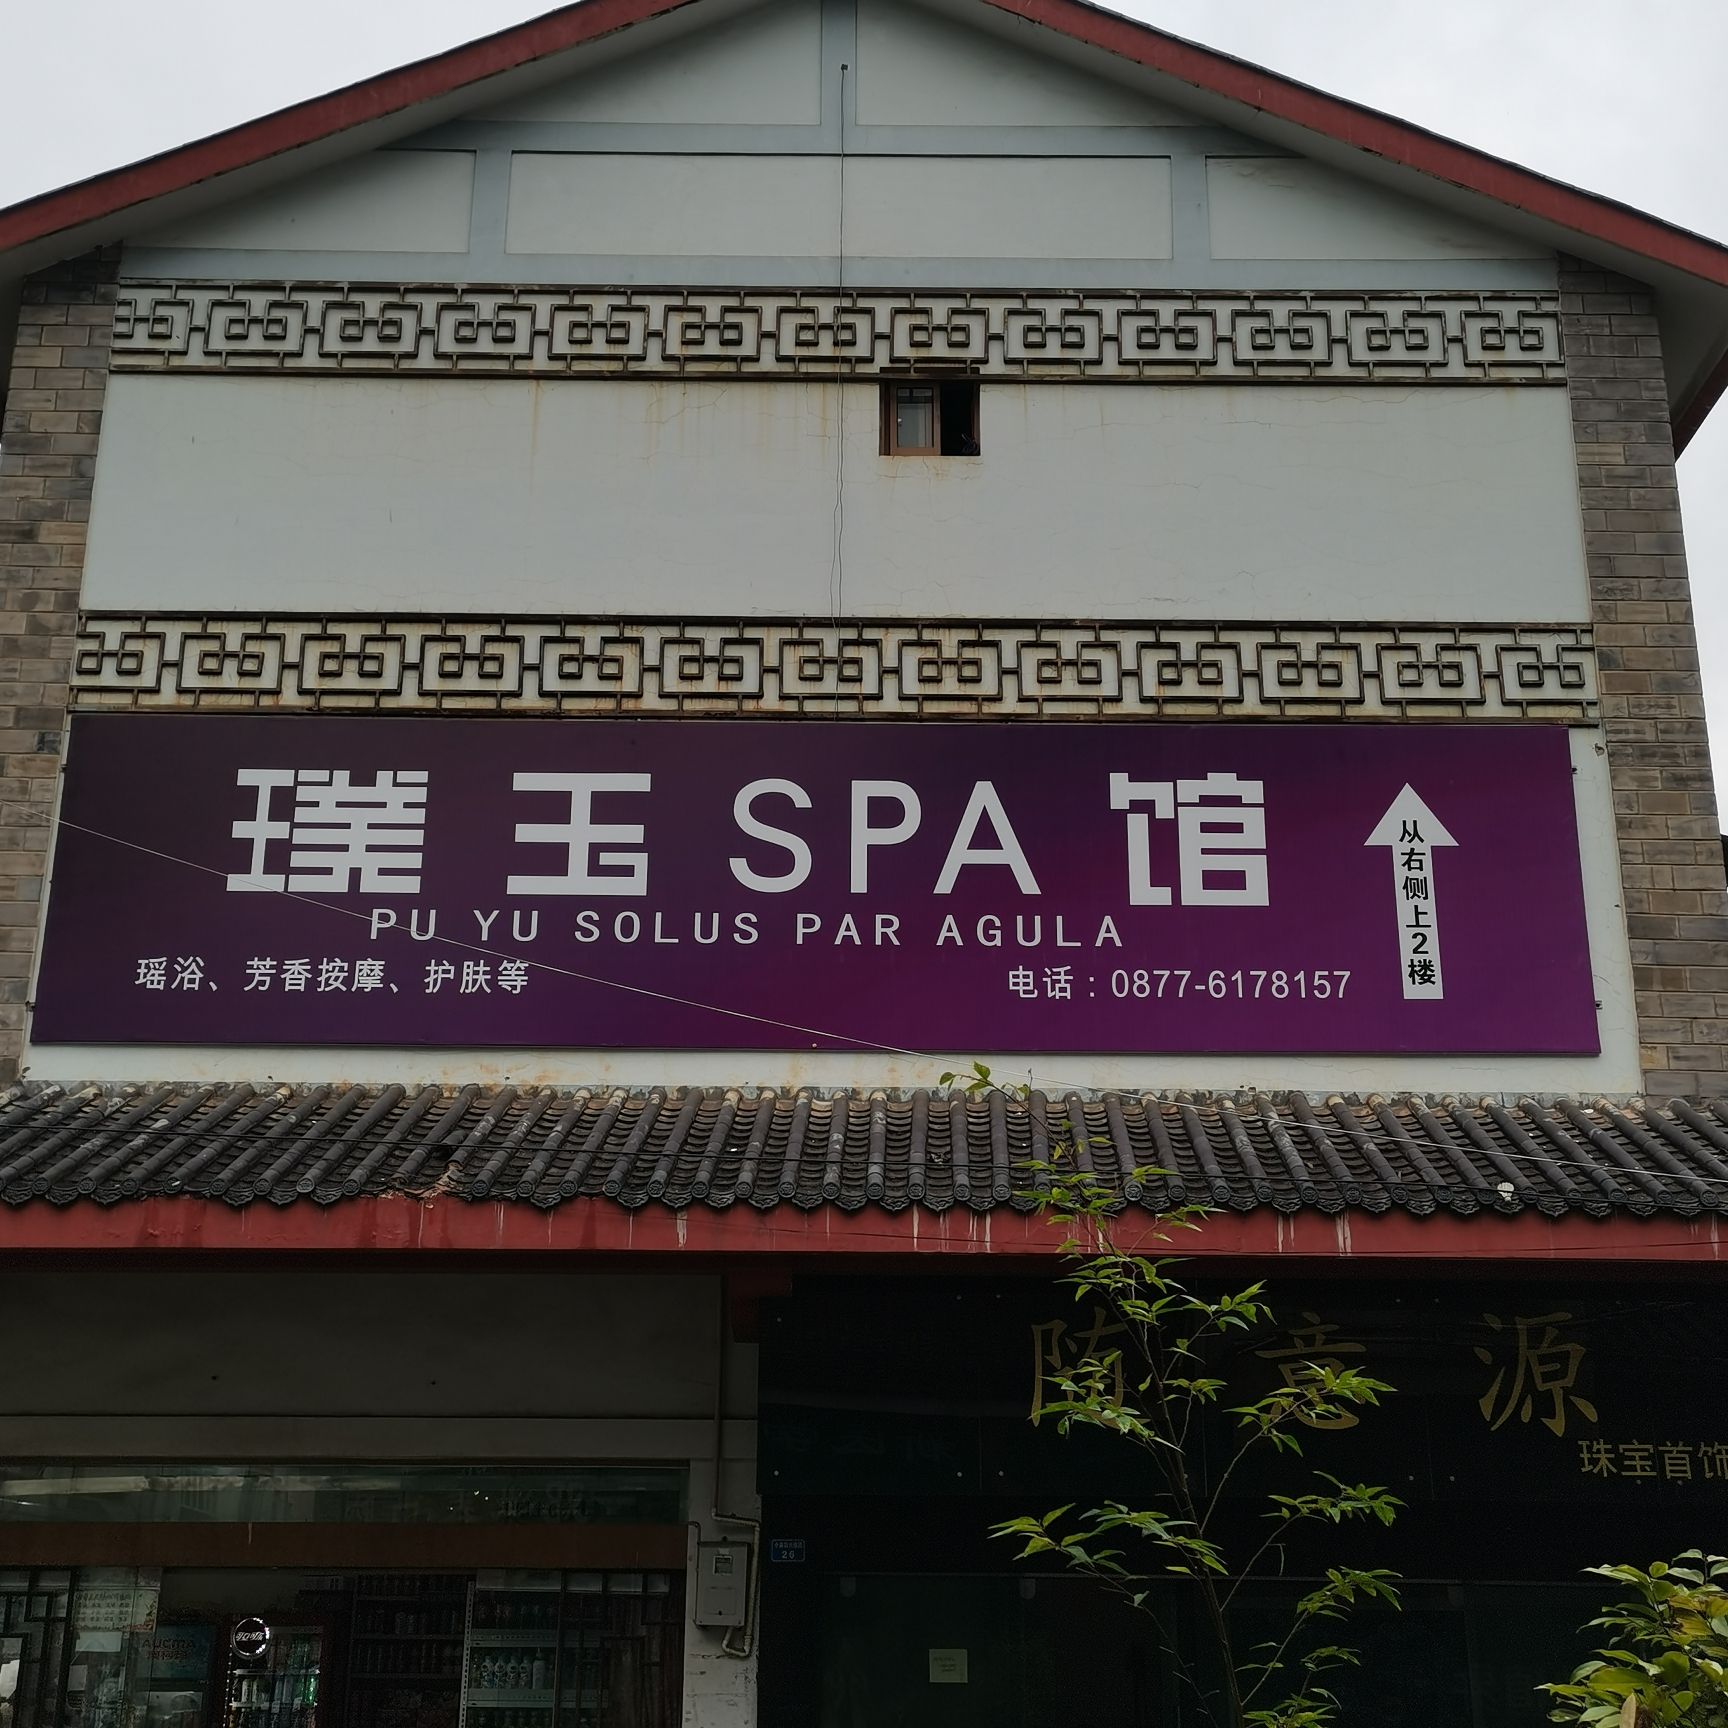 璞玉SPA馆
PU YU SOLUS PAR AGULA
瑶浴、芳香按摩、护肤等
电话：0877-6178157
从右侧上2楼
随意源
珠宝首饰
26